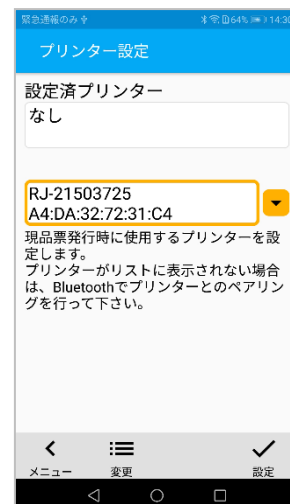 緊急通報のみ 64% 14:30
プリンター設定
設定済プリンター
なし
RJ-21503725
A4:DA:32:72:31:C4
現品票発行時に使用するプリンターを設
定します。
プリンターがリストに表示されない場合
は、Bluetoothでプリンターとのペアリン
グを行って下さい。
メニュー 変更 設定